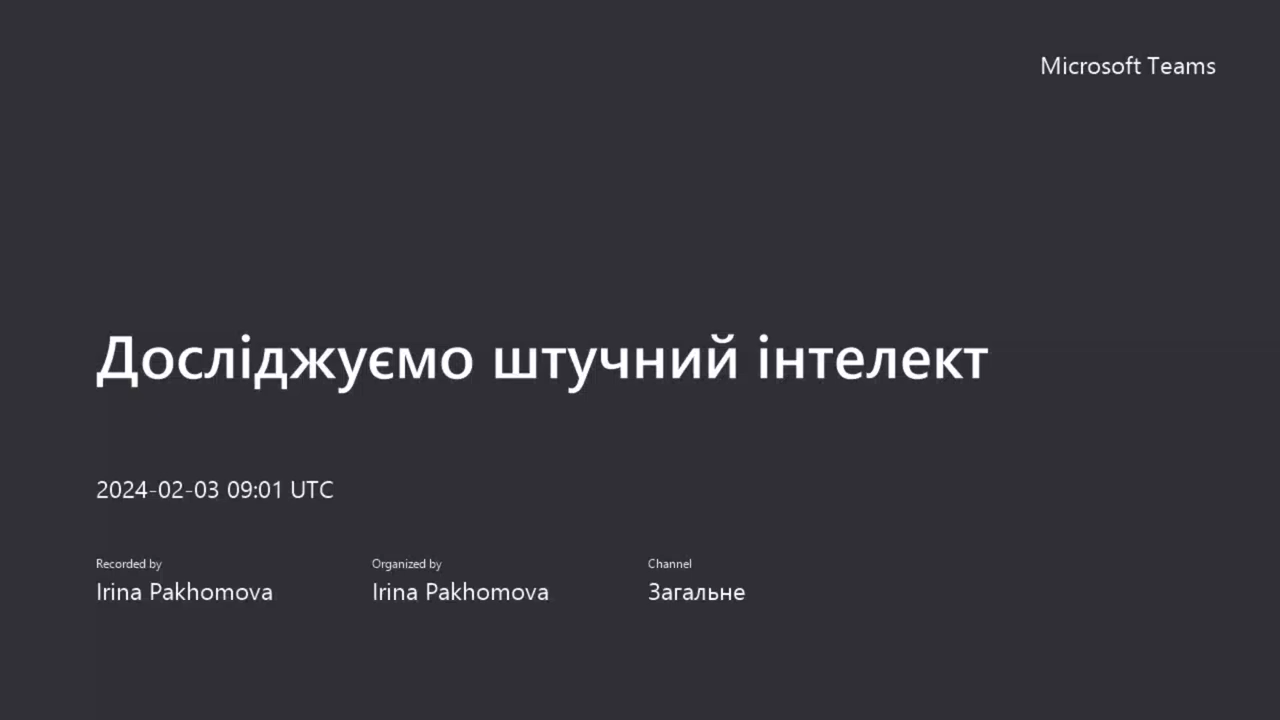 Microsoft Teams
Досліджуємо штучний інтелект
2024-02-03 09:01 UTC
Recorded by
Irina Pakhomova
Organized by
Irina Pakhomova
Channel
Загальне